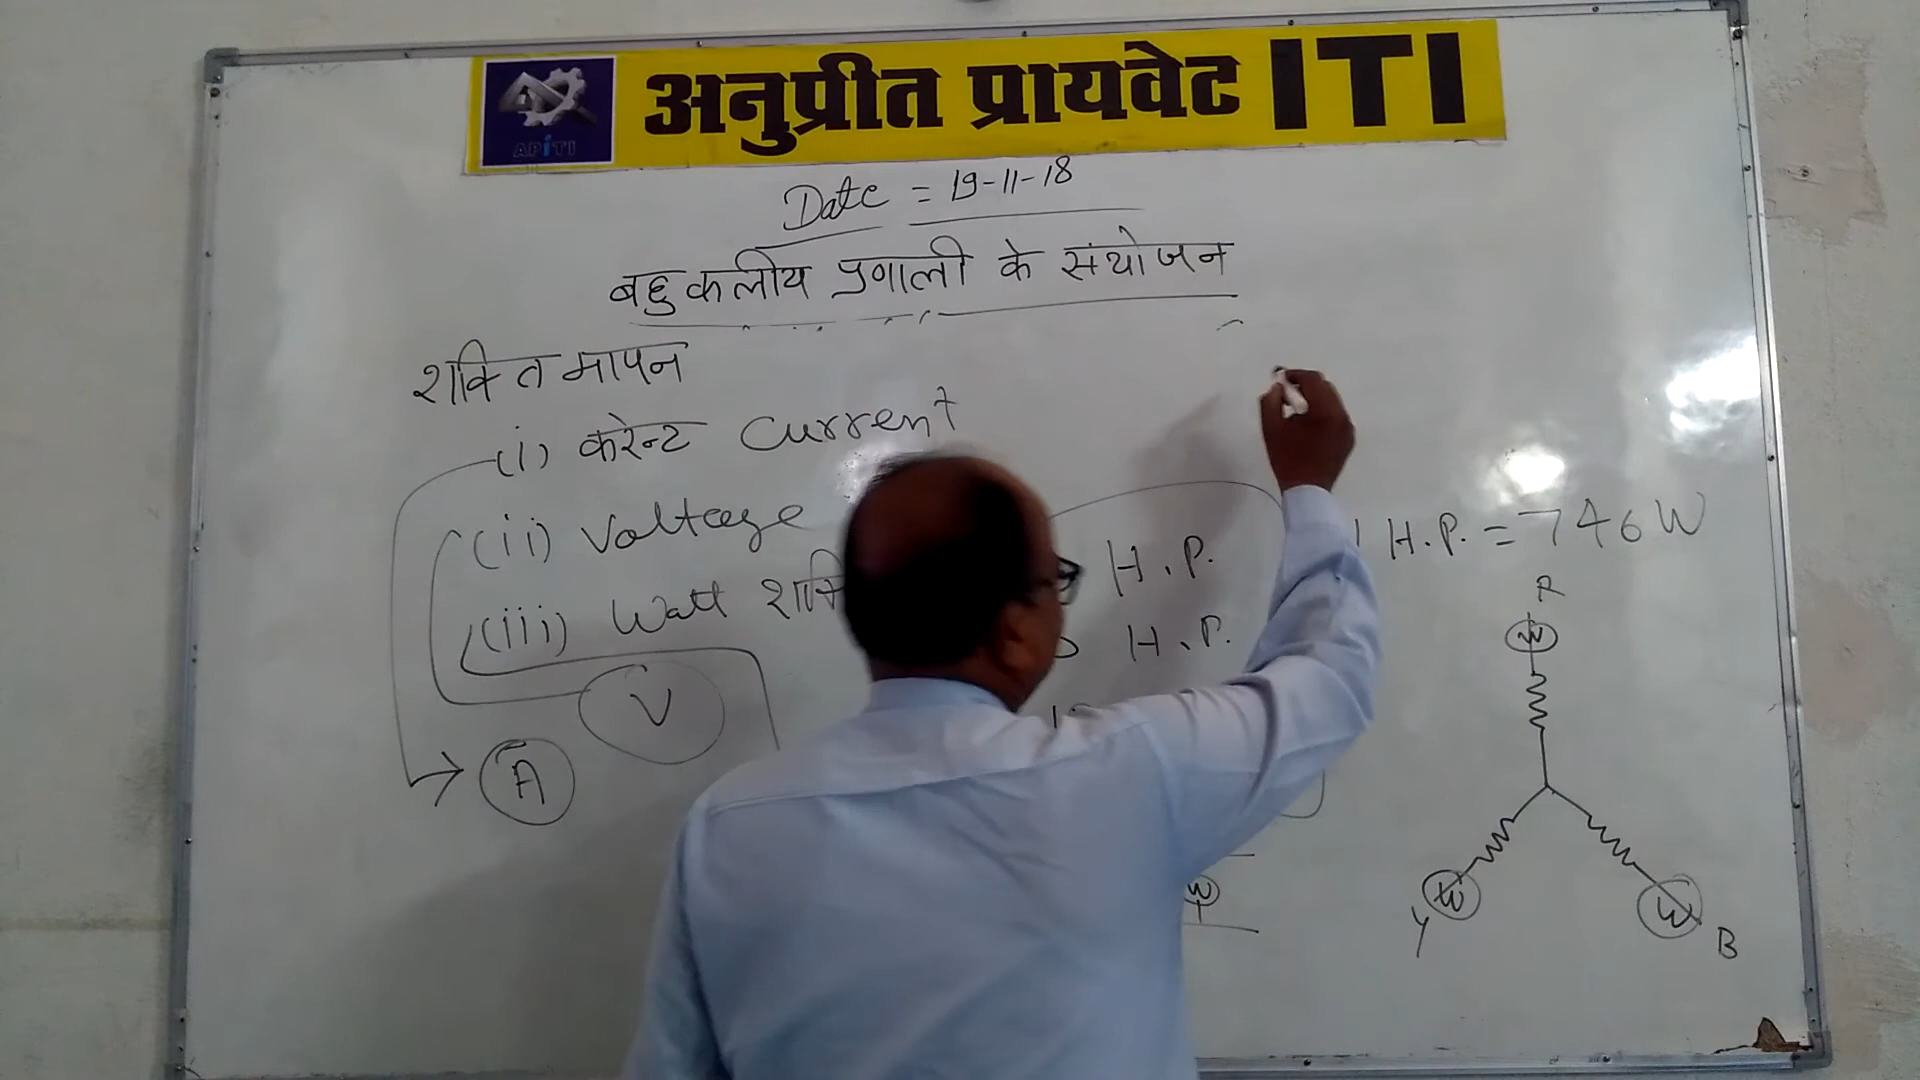 अनुप्रीत प्रायवेट ITI
APiTI
Date = 19-11-18
बहुकलीय प्रणाली के संयोजन
शक्ति मापन
(i) करेन्ट Current
(ii) Voltage
(iii) Watt
H.P.
H.P.
1 H.P. = 746 W
V
A
R
W
W
W
W
Y
B